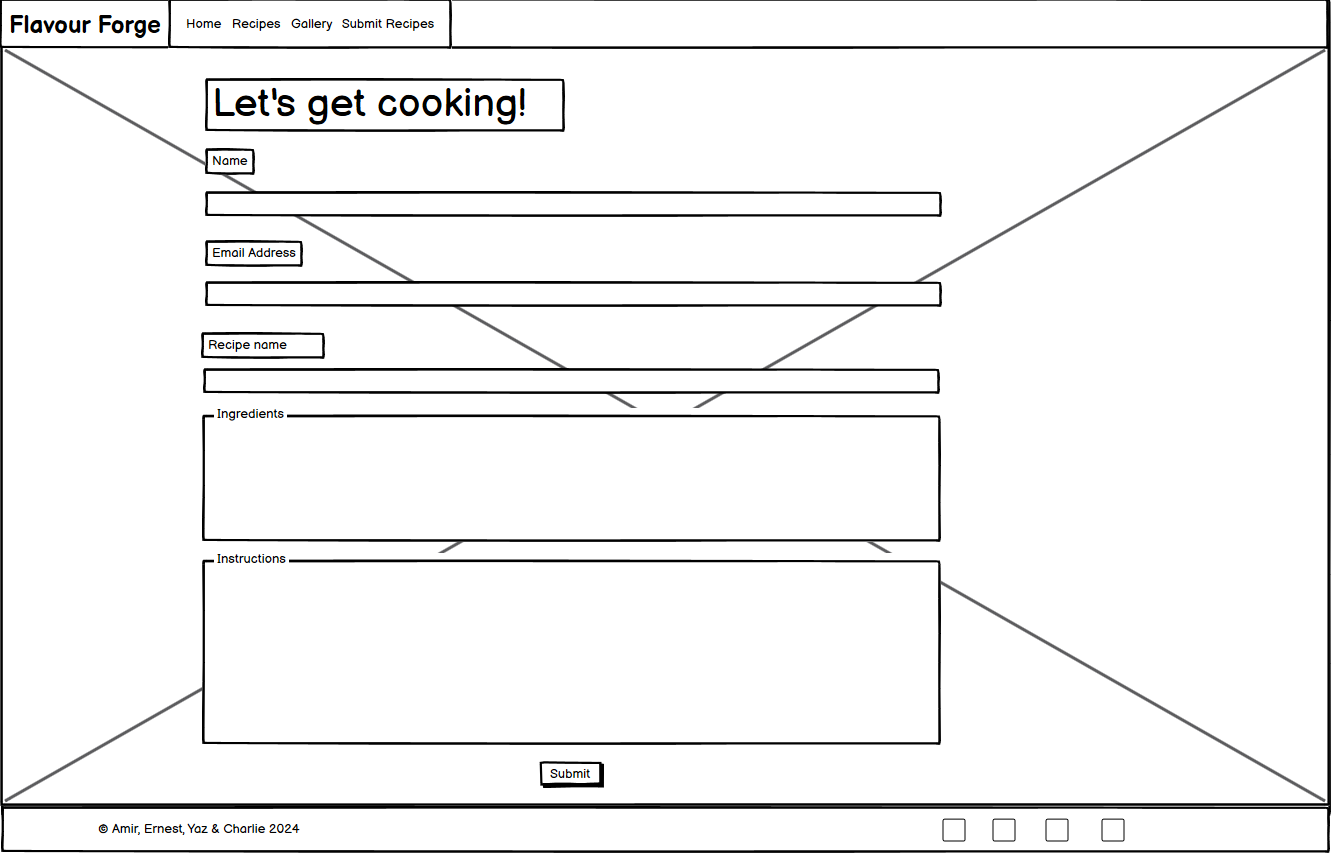 Flavour Forge
Home Recipes Gallery Submit Recipes
Let's get cooking!
Name
Email Address
Recipe name
Ingredients
Instructions
Submit
© Amir, Ernest, Yaz & Charlie 2024